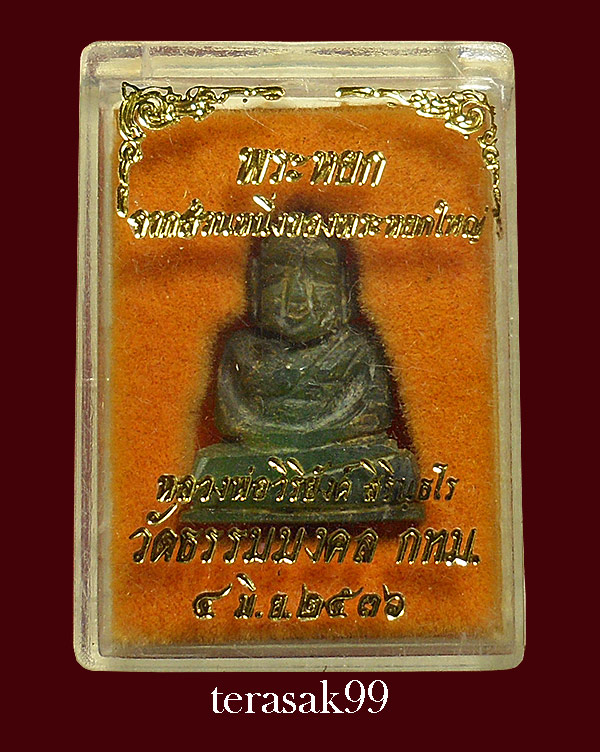 พระหยก
จากส่วนหนึ่งของพระหยกใหญ่
หลวงพ่อวิริยังค์ สิรินฺธโร
วัดธรรมมงคล กทม.
๔ มิ.ย.๒๕๓๖
terasak99